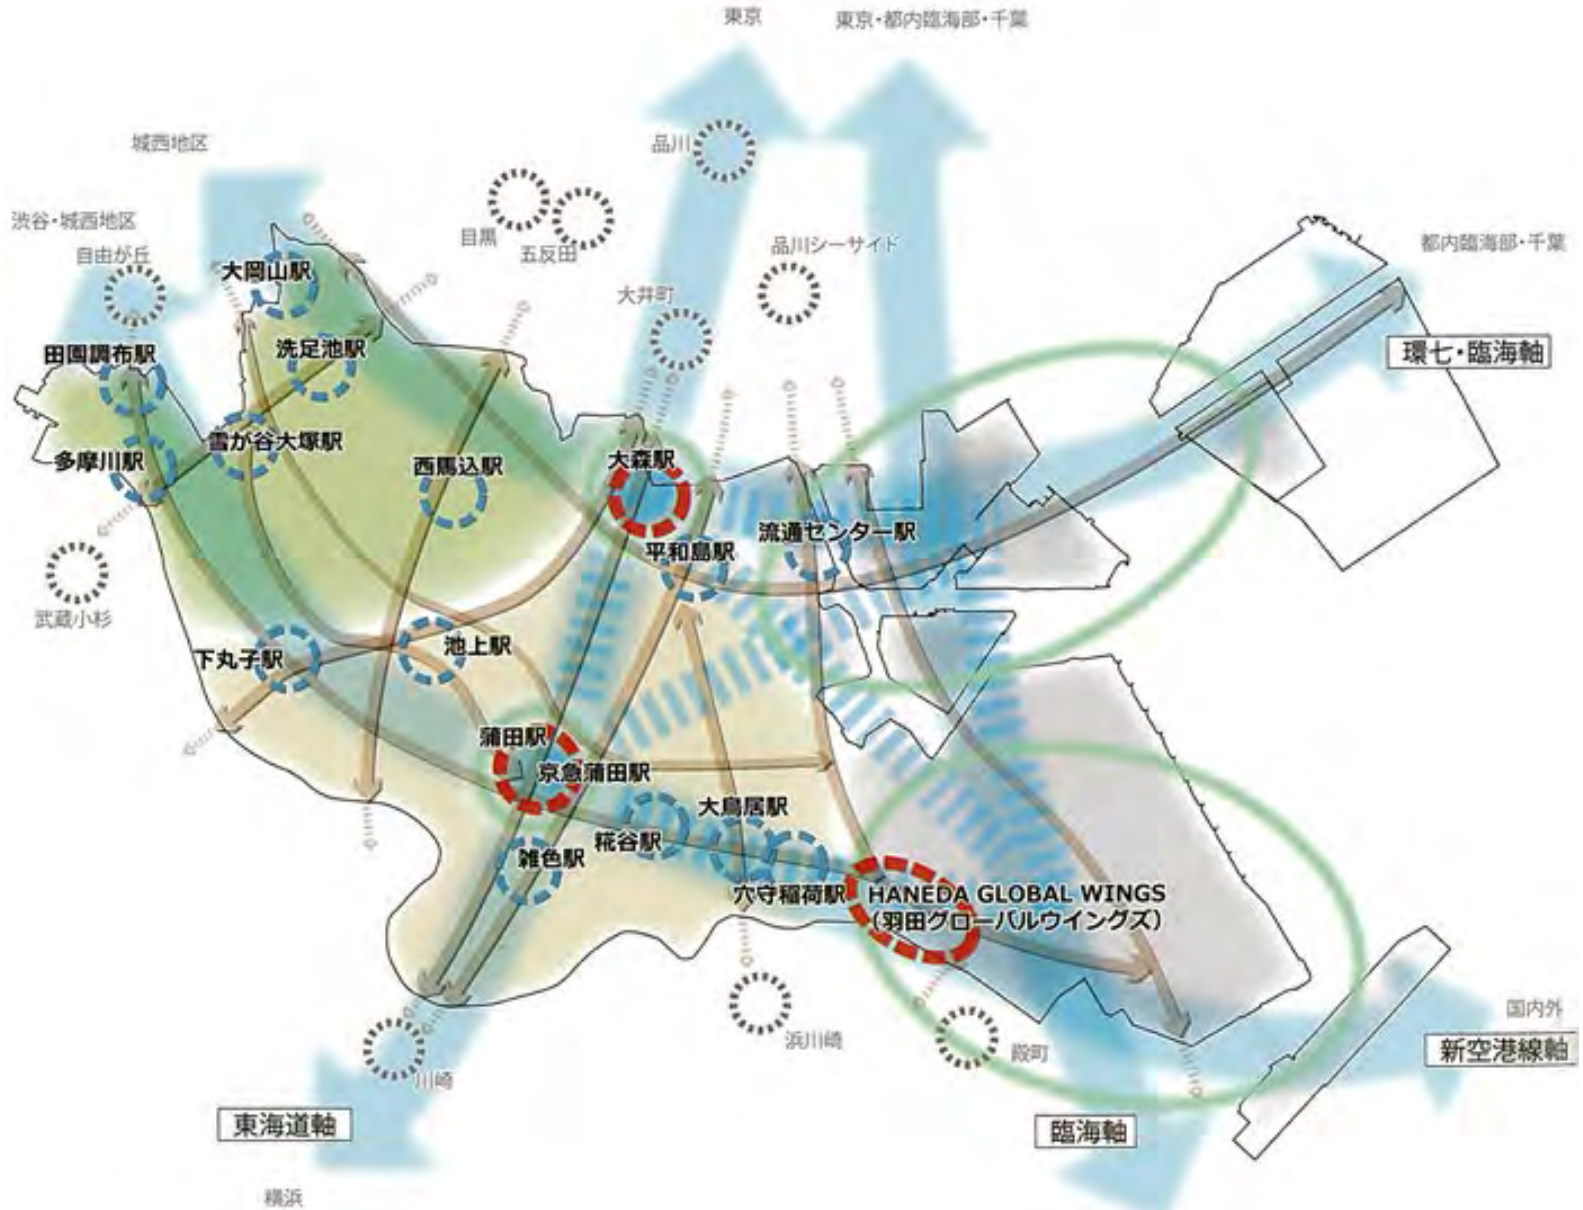 東京
東京・都内臨海部・千葉
城西地区
品川
渋谷・城西地区
自由が丘
目黒
五反田
品川シーサイド
都内臨海部・千葉
大岡山駅
大井町
田園調布駅
洗足池駅
環七・臨海軸
雪が谷大塚駅
多摩川駅
西馬込駅
大森駅
流通センター駅
平和島駅
武蔵小杉
下丸子駅
池上駅
蒲田駅
京急蒲田駅
大鳥居駅
糀谷駅
雑色駅
穴守稲荷駅
HANEDA GLOBAL WINGS
(羽田グローバルウイングズ)
国内外
新空港線軸
浜川崎
殿町
川崎
東海道軸
臨海軸
横浜